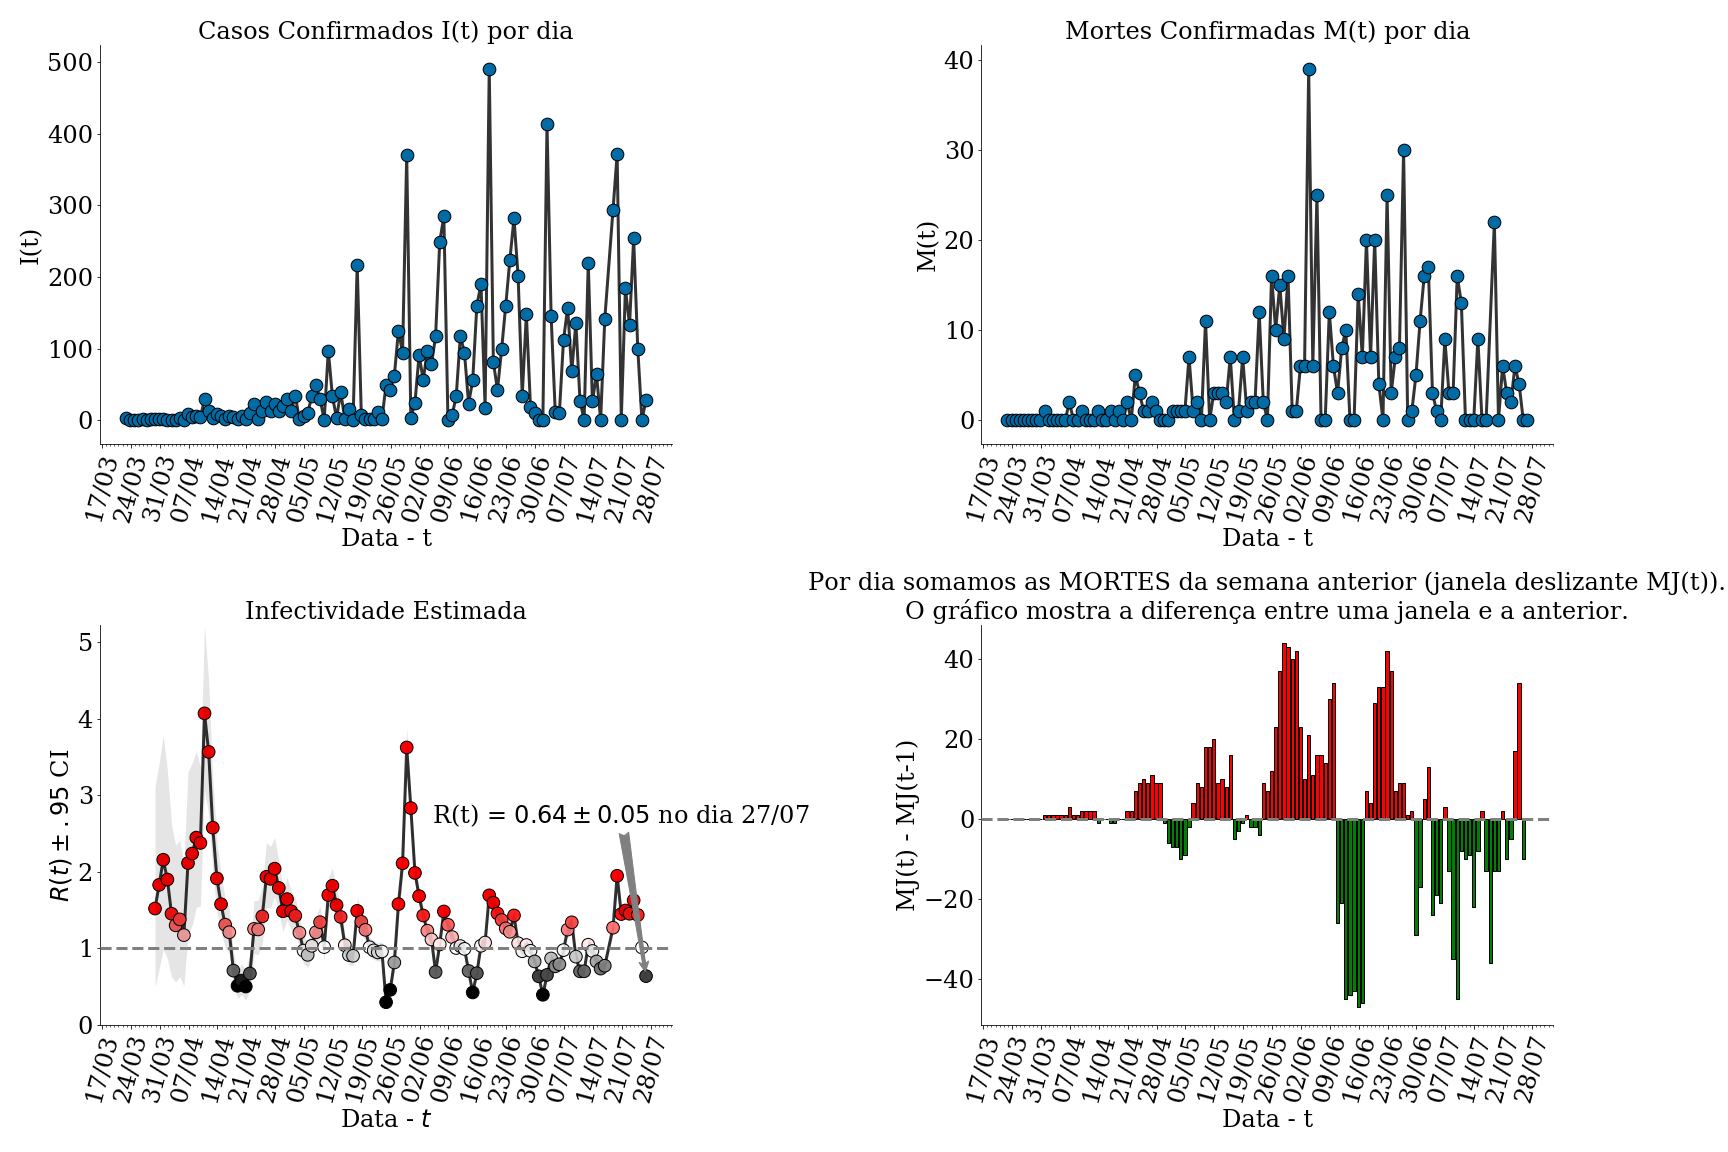 Casos Confirmados I(t) por dia
500
400
300
200
100
0
I(t)
17/03 24/03 31/03 07/04 14/04 21/04 28/04 05/05 12/05 19/05 26/05 02/06 09/06 16/06 23/06 30/06 07/07 14/07 21/07 28/07
Data - t
Mortes Confirmadas M(t) por dia
40
30
20
10
0
M(t)
17/03 24/03 31/03 07/04 14/04 21/04 28/04 05/05 12/05 19/05 26/05 02/06 09/06 16/06 23/06 30/06 07/07 14/07 21/07 28/07
Data - t
Infectividade Estimada
5
4
3
2
1
0
R(t) ± .95 CI
R(t) = 0.64 ± 0.05 no dia 27/07
17/03 24/03 31/03 07/04 14/04 21/04 28/04 05/05 12/05 19/05 26/05 02/06 09/06 16/06 23/06 30/06 07/07 14/07 21/07 28/07
Data - t
Por dia somamos as MORTES da semana anterior (janela deslizante MJ(t)).
O gráfico mostra a diferença entre uma janela e a anterior.
40
20
0
−20
−40
MJ(t) - MJ(t-1)
17/03 24/03 31/03 07/04 14/04 21/04 28/04 05/05 12/05 19/05 26/05 02/06 09/06 16/06 23/06 30/06 07/07 14/07 21/07 28/07
Data - t